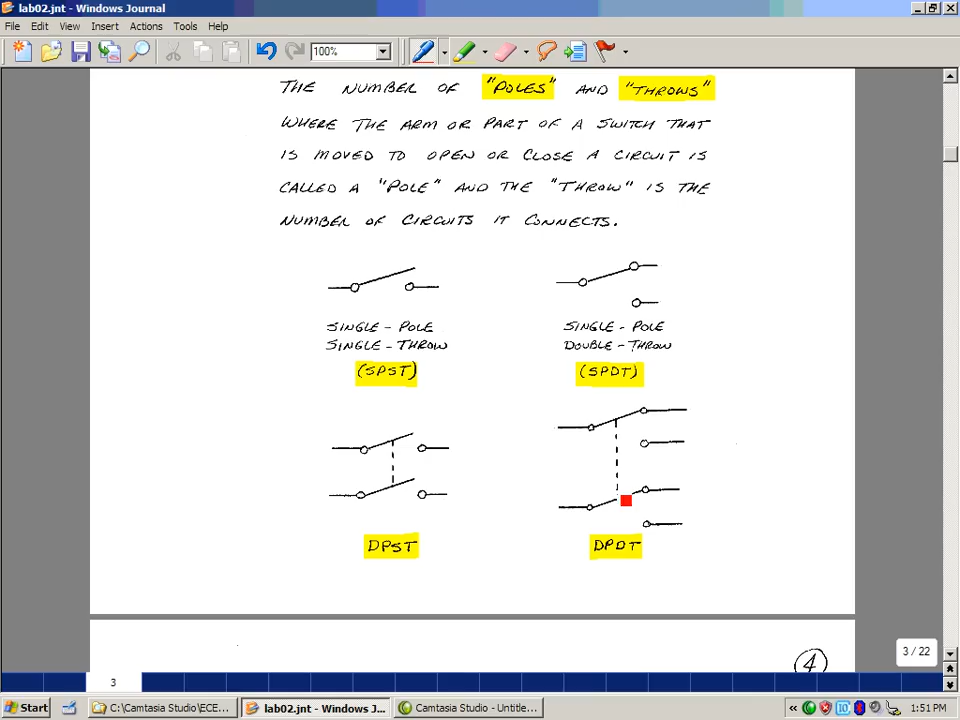 lab02.jnt - Windows Journal
File Edit View Insert Actions Tools Help
100%
THE NUMBER OF "POLES" AND "THROWS"
WHERE THE ARM OR PART OF A SWITCH THAT
IS MOVED TO OPEN OR CLOSE A CIRCUIT IS
CALLED A "POLE" AND THE "THROW" IS THE
NUMBER OF CIRCUITS IT CONNECTS.
SINGLE - POLE
SINGLE - THROW
(SPST)
SINGLE - POLE
DOUBLE - THROW
(SPDT)
DPST
DPDT
4
3 / 22
3
Start
C:\Camtasia Studio\ECE...
lab02.jnt - Windows J...
Camtasia Studio - Untitle...
«
1:51 PM